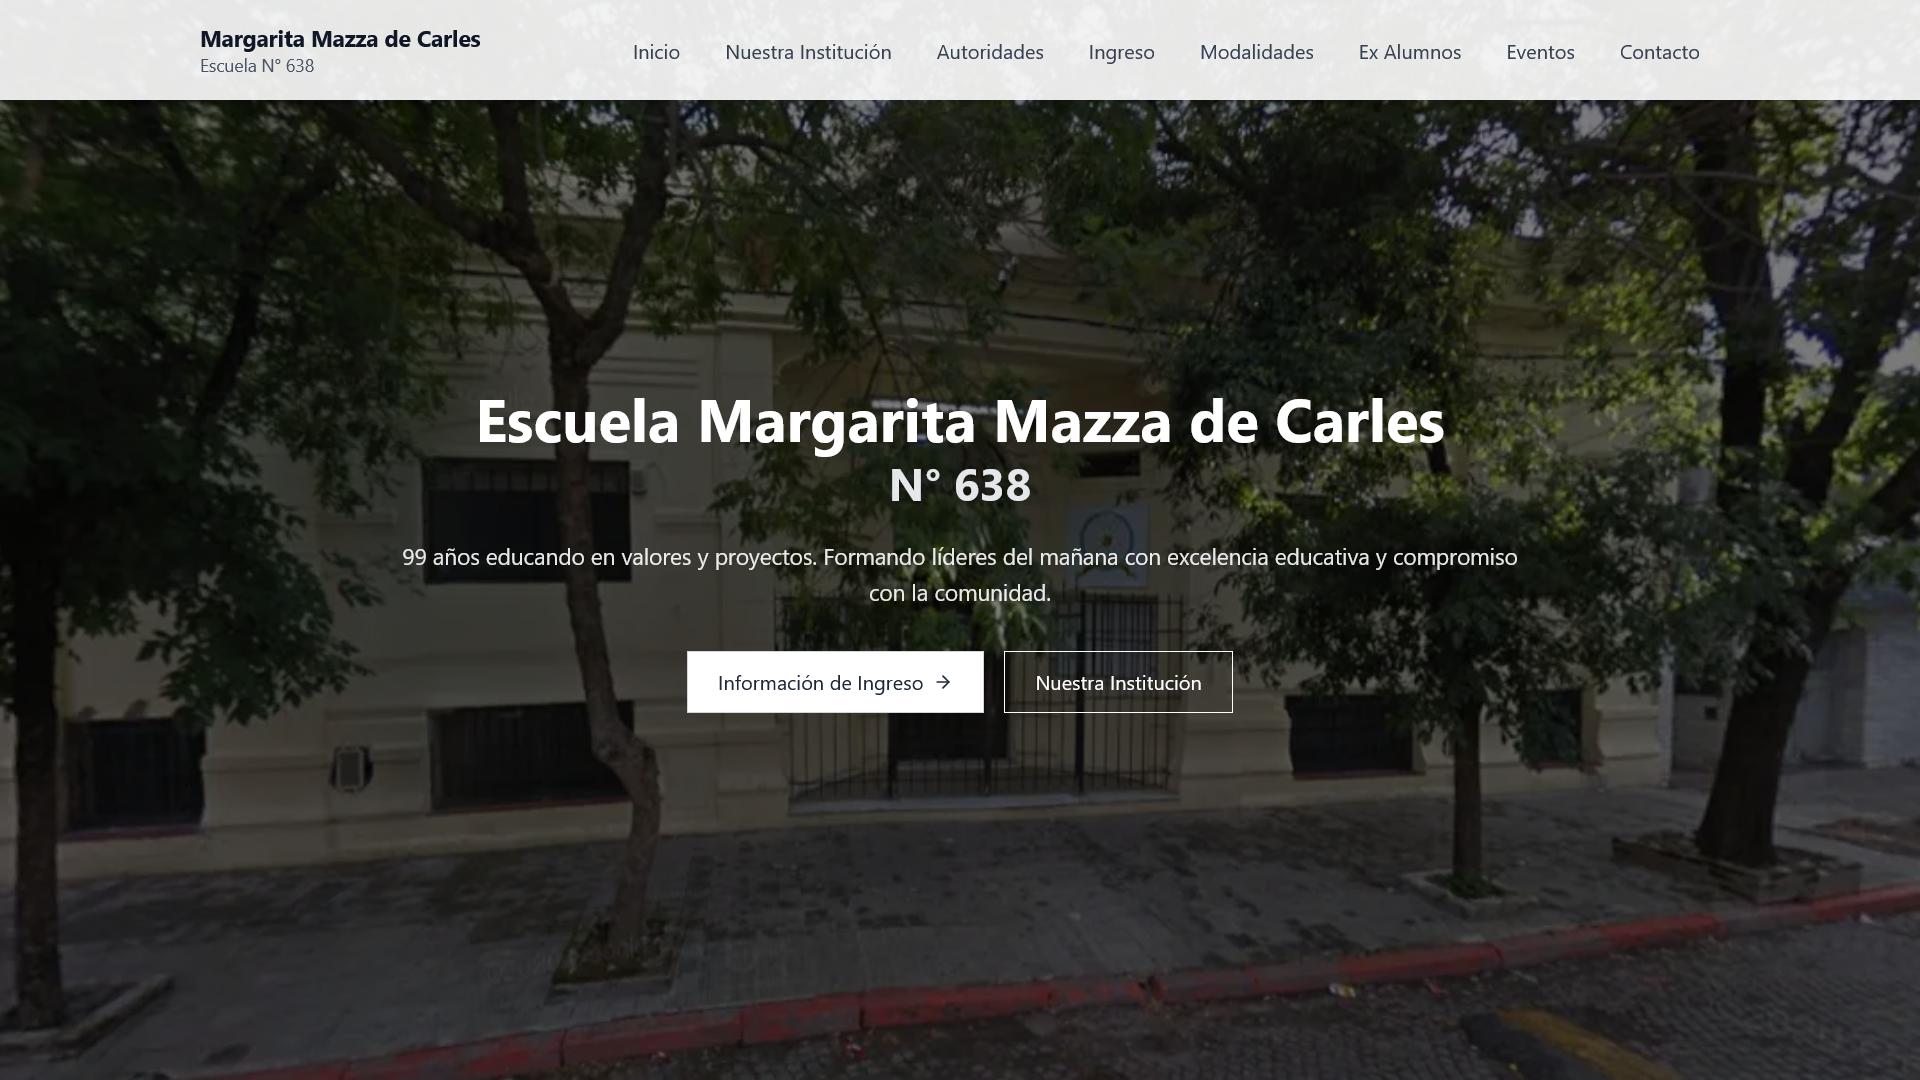 Margarita Mazza de Carles
Escuela N° 638
Inicio
Nuestra Institución
Autoridades
Ingreso
Modalidades
Ex Alumnos
Eventos
Contacto
Escuela Margarita Mazza de Carles
N° 638
99 años educando en valores y proyectos. Formando líderes del mañana con excelencia educativa y compromiso
con la comunidad.
Información de Ingreso
Nuestra Institución